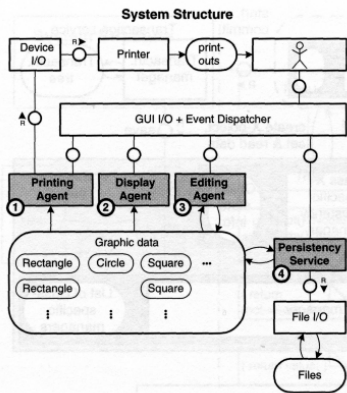 System Structure
Device
I/O
R
Printer
print-
outs
R
GUI I/O + Event Dispatcher
Printing
Agent
1
Display
Agent
2
Editing
Agent
3
Graphic data
Rectangle
Circle
Square
...
Rectangle
Square
Persistency
Service
4
R
File I/O
Files